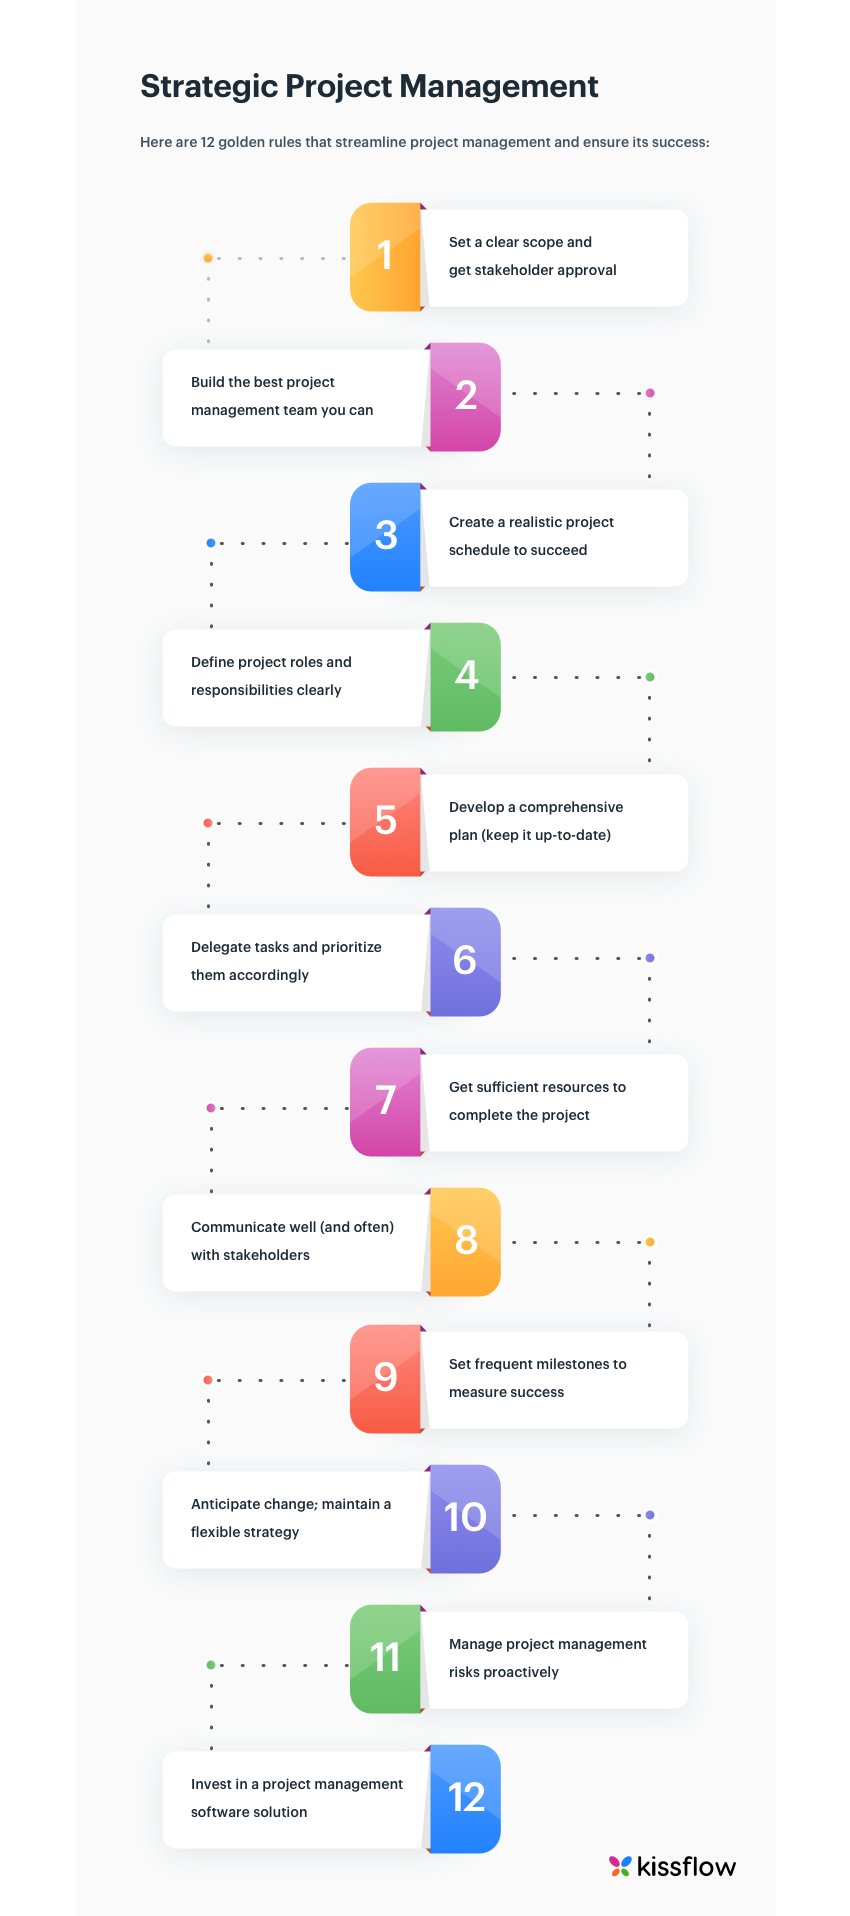 Strategic Project Management
Here are 12 golden rules that streamline project management and ensure its success:
1
Set a clear scope and
get stakeholder approval
2
Build the best project
management team you can
3
Create a realistic project
schedule to succeed
4
Define project roles and
responsibilities clearly
5
Develop a comprehensive
plan (keep it up-to-date)
6
Delegate tasks and prioritize
them accordingly
7
Get sufficient resources to
complete the project
8
Communicate well (and often)
with stakeholders
9
Set frequent milestones to
measure success
10
Anticipate change; maintain a
flexible strategy
11
Manage project management
risks proactively
12
Invest in a project management
software solution
kissflow